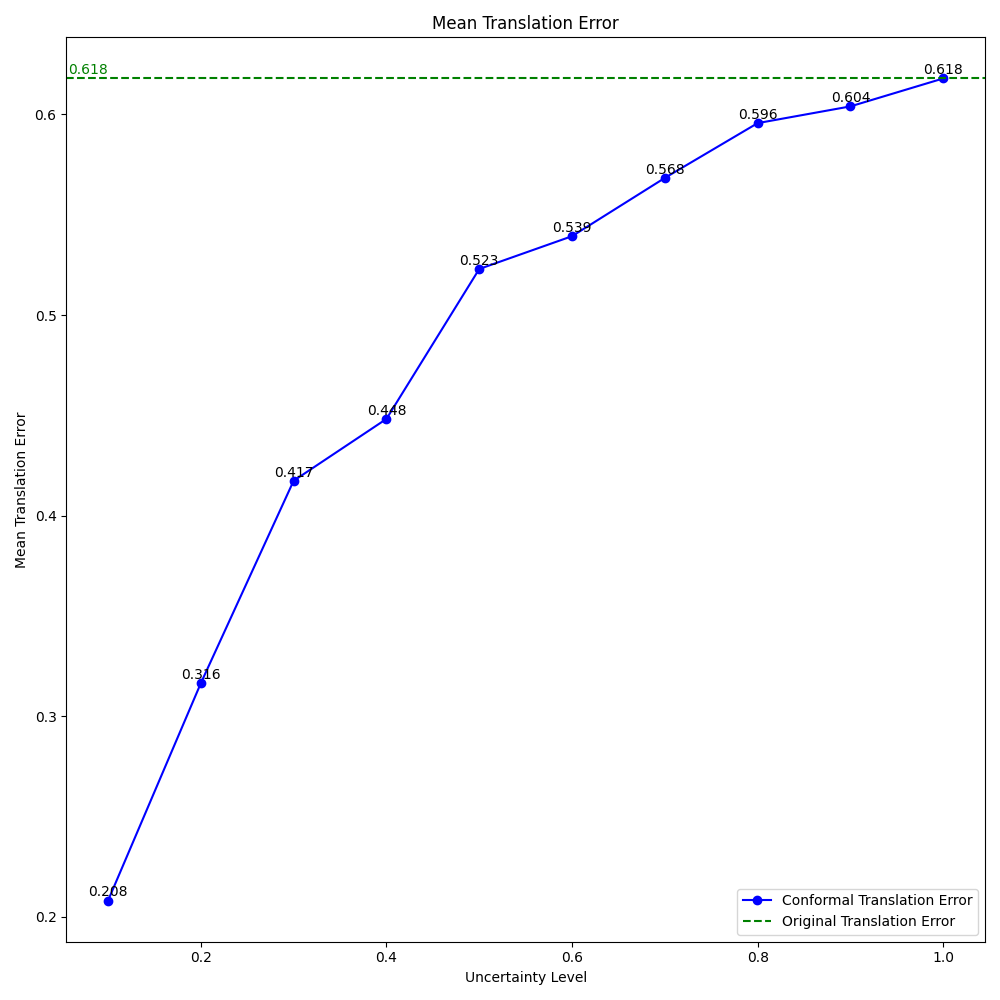 Mean Translation Error
0.618
0.618
0.604
0.596
0.568
0.539
0.523
0.448
0.417
0.316
0.208
0.6
0.5
0.4
0.3
0.2
Mean Translation Error
Conformal Translation Error
Original Translation Error
0.2 0.4 0.6 0.8 1.0
Uncertainty Level